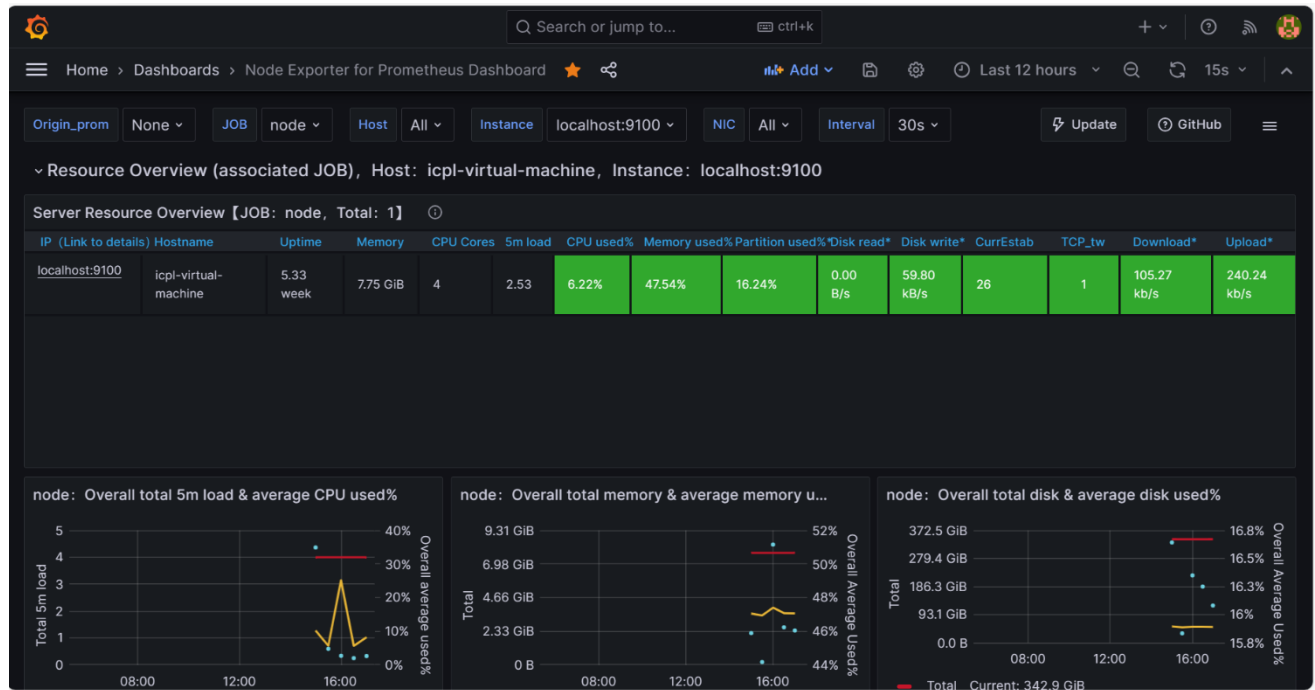 Search or jump to... ctrl+k
Home › Dashboards › Node Exporter for Prometheus Dashboard Add Last 12 hours 15s
Origin_prom None JOB node Host All Instance localhost:9100 NIC All Interval 30s Update GitHub
Resource Overview (associated JOB), Host: icpl-virtual-machine, Instance: localhost:9100
Server Resource Overview【JOB: node, Total: 1】
IP (Link to details) Hostname Uptime Memory CPU Cores 5m load CPU used% Memory used% Partition used%* Disk read* Disk write* CurrEstab TCP_tw Download* Upload*
localhost:9100 icpl-virtual-machine 5.33 week 7.75 GiB 4 2.53 6.22% 47.54% 16.24% 0.00 B/s 59.80 kB/s 26 1 105.27 kb/s 240.24 kb/s
node: Overall total 5m load & average CPU used%
Total 5m load
5
4
3
2
1
0
40%
30%
20%
10%
0%
Overall average used%
08:00 12:00 16:00
node: Overall total memory & average memory u...
Total
9.31 GiB
6.98 GiB
4.66 GiB
2.33 GiB
0 B
52%
50%
48%
46%
44%
Overall Average Used%
08:00 12:00 16:00
node: Overall total disk & average disk used%
Total
372.5 GiB
279.4 GiB
186.3 GiB
93.1 GiB
0.0 B
16.8%
16.5%
16.3%
16%
15.8%
Overall Average Used%
08:00 12:00 16:00
Total Current: 342.9 GiB